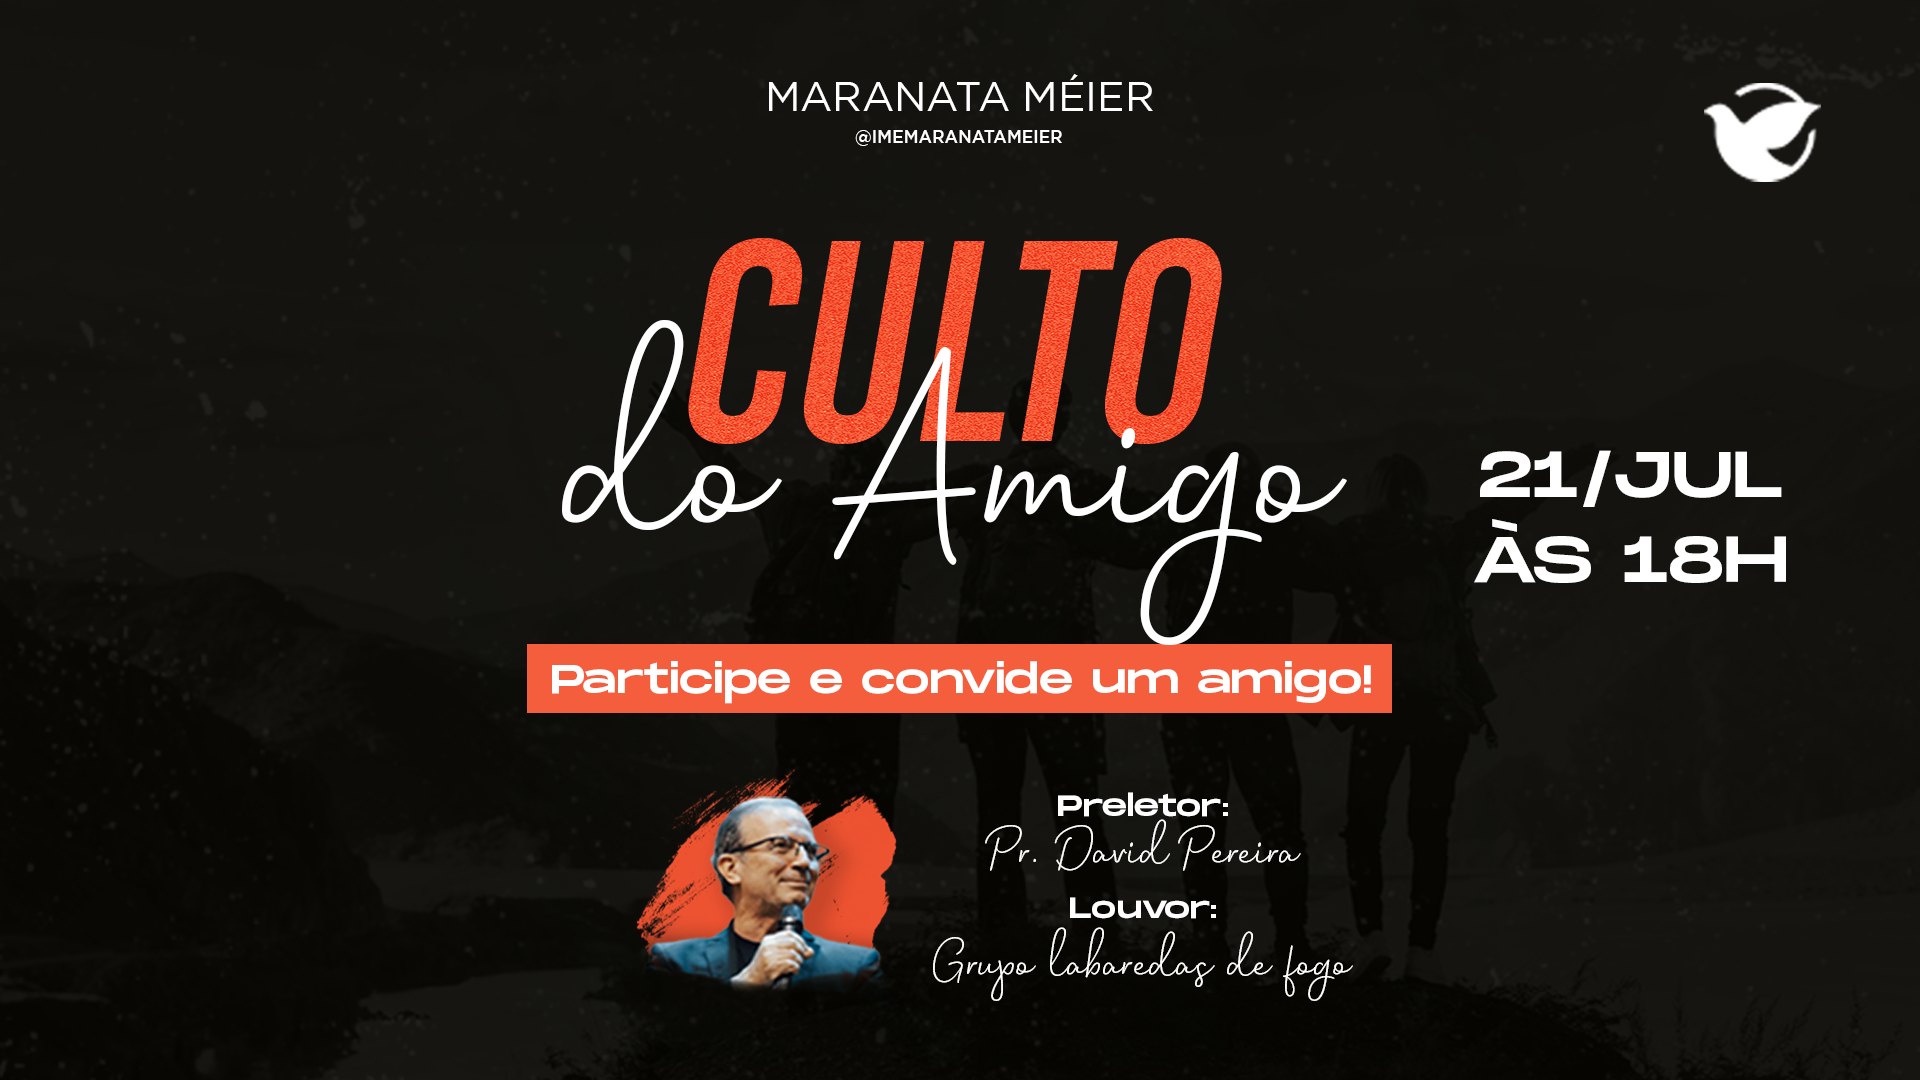 MARANATA MÉIER
@IMEMARANATAMEIER
CULTO
do Amigo
21/JUL
ÀS 18H
Participe e convide um amigo!
Preletor:
Pr. David Pereira
Louvor:
Grupo labaredas de fogo